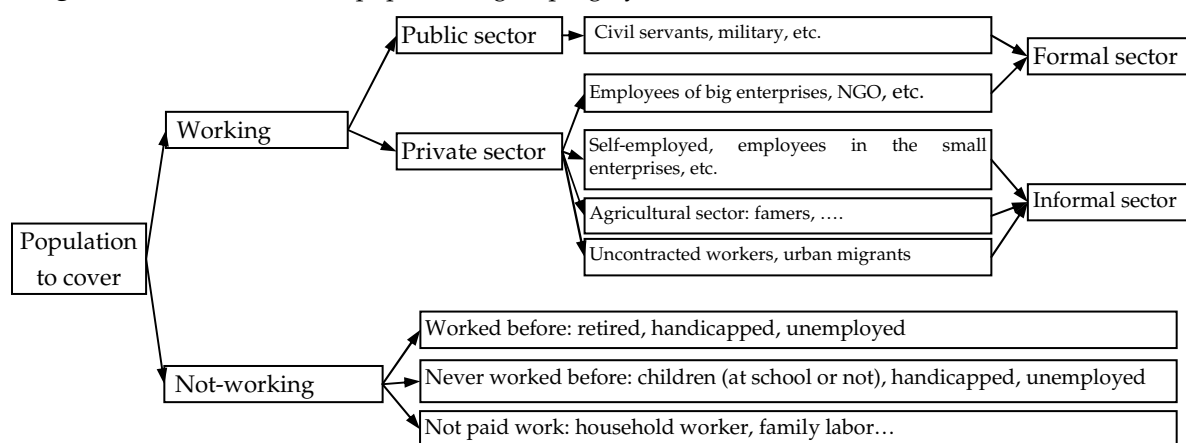 Public sector
Civil servants, military, etc.
Formal sector
Employees of big enterprises, NGO, etc.
Working
Private sector
Self-employed, employees in the small
enterprises, etc.
Agricultural sector: famers, ….
Informal sector
Uncontracted workers, urban migrants
Population
to cover
Worked before: retired, handicapped, unemployed
Not-working
Never worked before: children (at school or not), handicapped, unemployed
Not paid work: household worker, family labor…